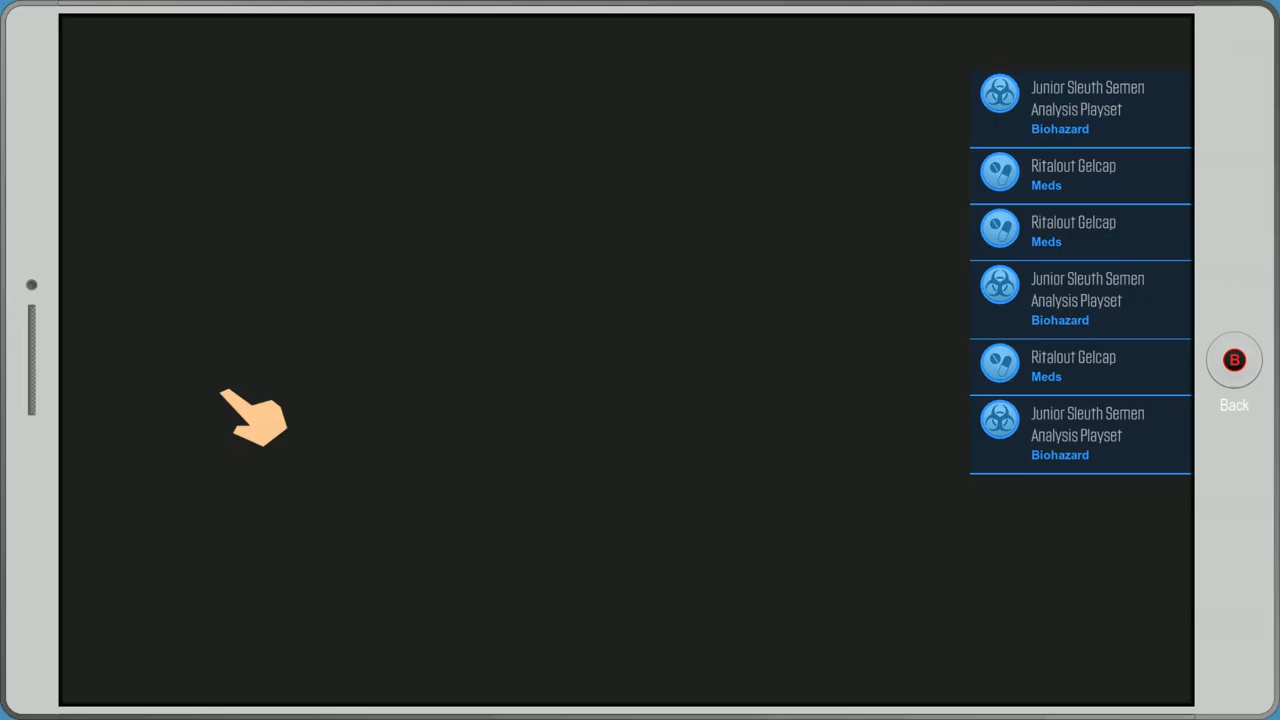 Junior Sleuth Semen
Analysis Playset
Biohazard
Ritalout Gelcap
Meds
Ritalout Gelcap
Meds
Junior Sleuth Semen
Analysis Playset
Biohazard
Ritalout Gelcap
Meds
Junior Sleuth Semen
Analysis Playset
Biohazard
B
Back